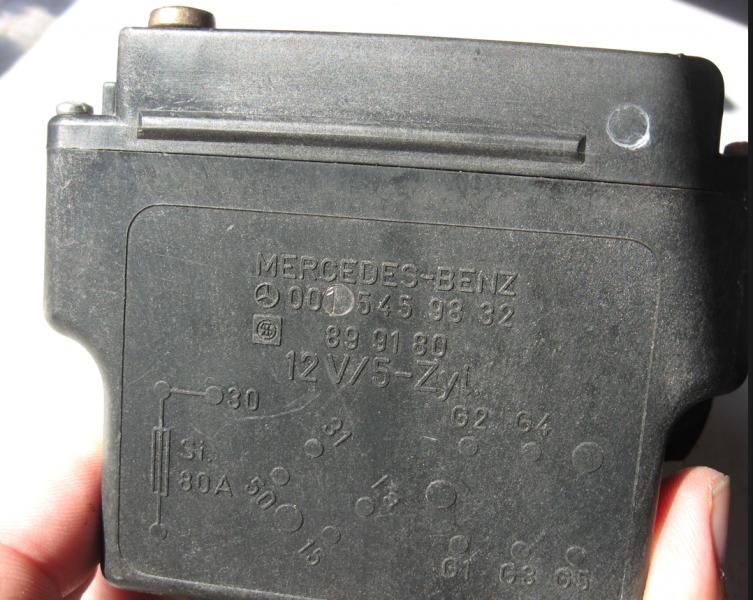 MERCEDES-BENZ
001 545 98 32
89 91 80
12 V/5-Zyl.
30
31
G2 G4
Si.
80A
50
15
G1 G3 G5